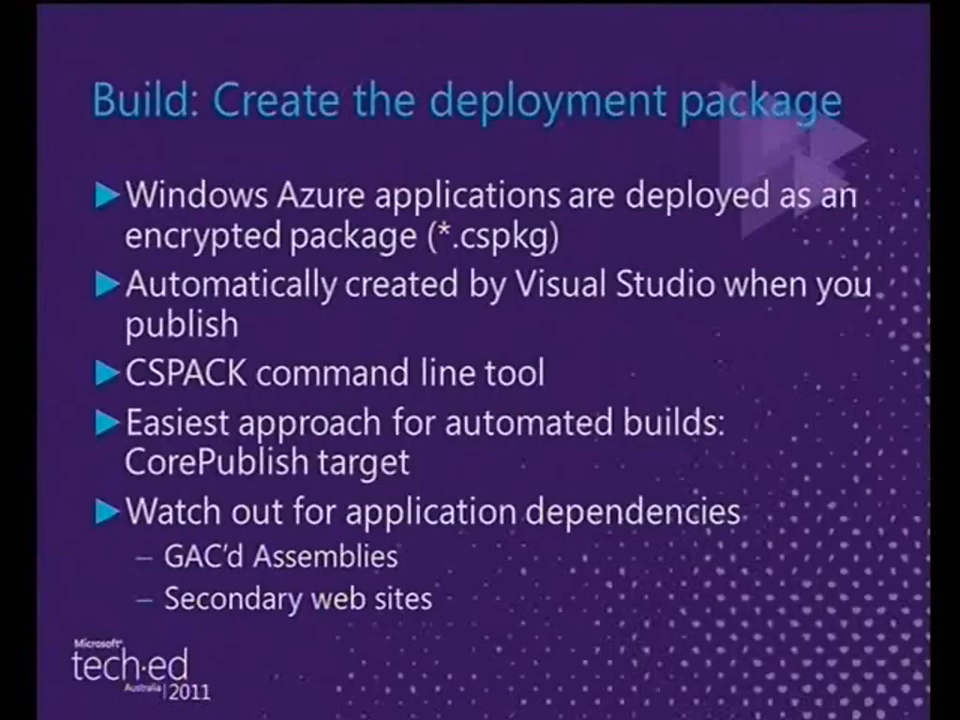 Build: Create the deployment package
Windows Azure applications are deployed as an
encrypted package (*.cspkg)
Automatically created by Visual Studio when you
publish
CSPACK command line tool
Easiest approach for automated builds:
CorePublish target
Watch out for application dependencies
– GAC'd Assemblies
– Secondary web sites
Microsoft
tech·ed
Australia | 2011